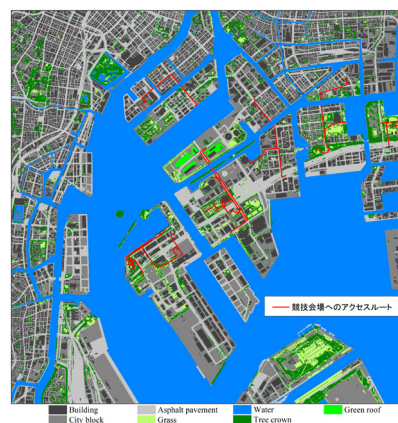 競技会場へのアクセスルート
Building Asphalt pavement Water Green roof
City block Grass Tree crown